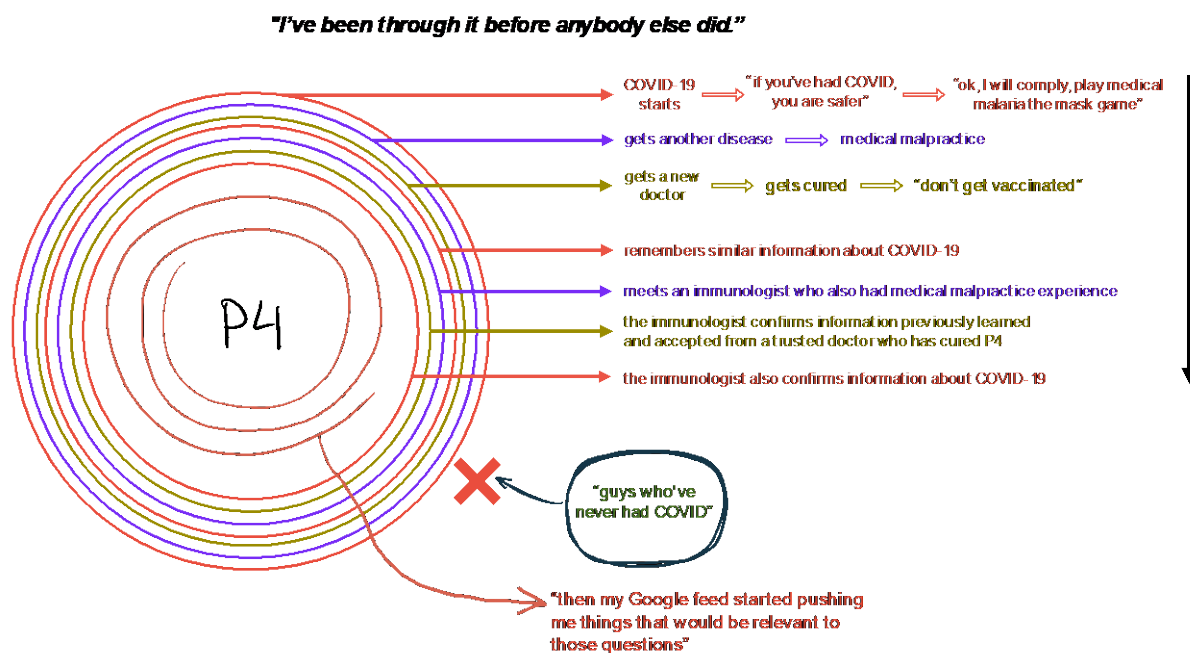 "I've been through it before anybody else did."
COVID-19
starts
"if you've had COVID,
you are safer"
"ok, I will comply, play medical
malaria the mask game"
gets another disease
medical malpractice
gets a new
doctor
gets cured
"don't get vaccinated"
remembers similar information about COVID-19
meets an immunologist who also had medical malpractice experience
the immunologist confirms information previously learned
and accepted from a trusted doctor who has cured P4
the immunologist also confirms information about COVID-19
P4
"guys who've
never had COVID"
"then my Google feed started pushing
me things that would be relevant to
those questions"